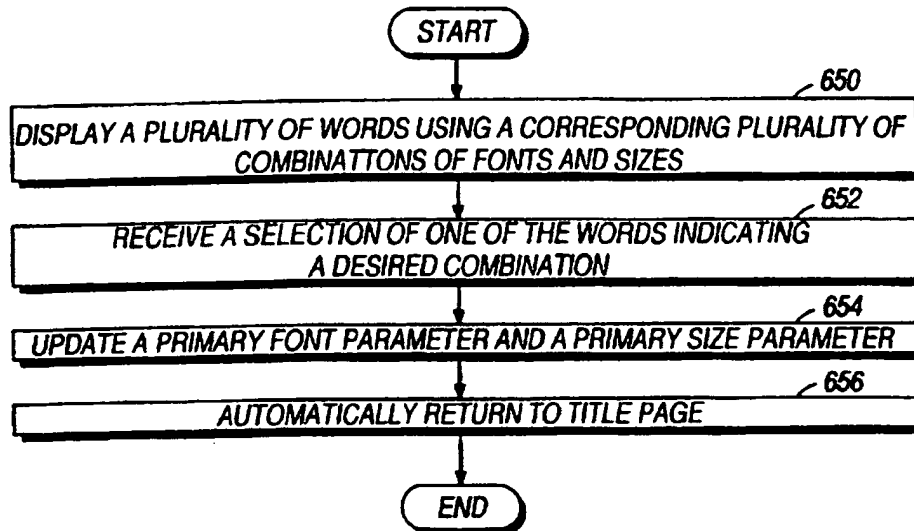 START
650
DISPLAY A PLURALITY OF WORDS USING A CORRESPONDING PLURALITY OF
COMBINATTONS OF FONTS AND SIZES
652
RECEIVE A SELECTION OF ONE OF THE WORDS INDICATING
A DESIRED COMBINATION
654
UPDATE A PRIMARY FONT PARAMETER AND A PRIMARY SIZE PARAMETER
656
AUTOMATICALLY RETURN TO TITLE PAGE
END